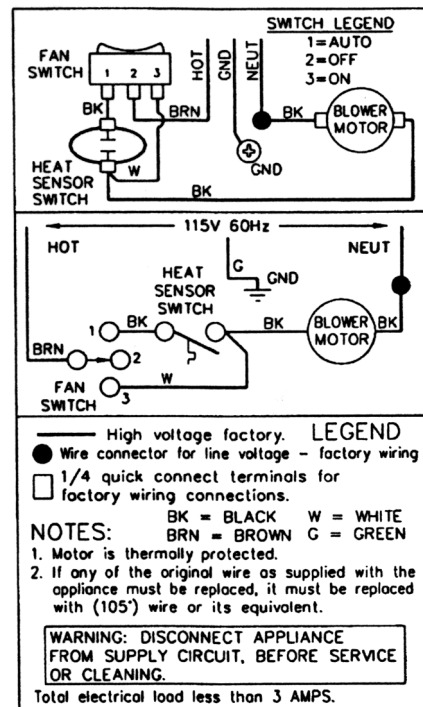 SWITCH LEGEND
1=AUTO
2=OFF
3=ON
FAN
SWITCH
1 2 3
HOT
GND
NEUT
BK
BRN
BK
BLOWER
MOTOR
W
GND
HEAT
SENSOR
SWITCH
BK
115V 60Hz
HOT
NEUT
G
GND
HEAT
SENSOR
SWITCH
1
BK
BK
BLOWER
MOTOR
BK
BRN
2
W
FAN
SWITCH
3
High voltage factory.
LEGEND
Wire connector for line voltage - factory wiring
1/4 quick connect terminals for
factory wiring connections.
BK = BLACK W = WHITE
NOTES:
BRN = BROWN G = GREEN
1. Motor is thermally protected.
2. If any of the original wire as supplied with the
appliance must be replaced, it must be replaced
with (105°) wire or its equivalent.
WARNING: DISCONNECT APPLIANCE
FROM SUPPLY CIRCUIT, BEFORE SERVICE
OR CLEANING.
Total electrical load less than 3 AMPS.